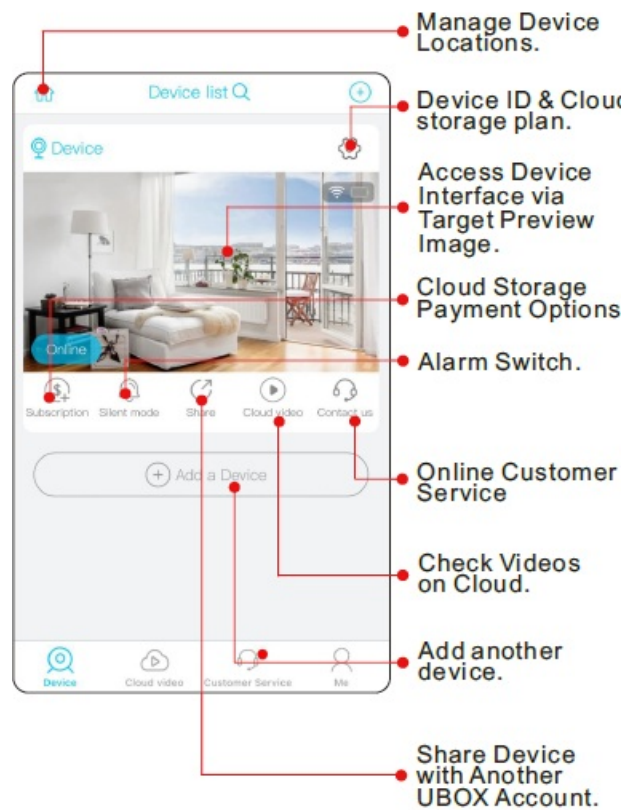 Manage Device
Locations.
Device list
Device ID & Cloud
storage plan.
Device
Access Device
Interface via
Target Preview
Image.
Cloud Storage
Payment Options
Online
Alarm Switch.
Subscription
Silent mode
Share
Cloud video
Contact us
Add a Device
Online Customer
Service
Check Videos
on Cloud.
Add another
device.
Device
Cloud video
Customer Service
Me
Share Device
with Another
UBOX Account.